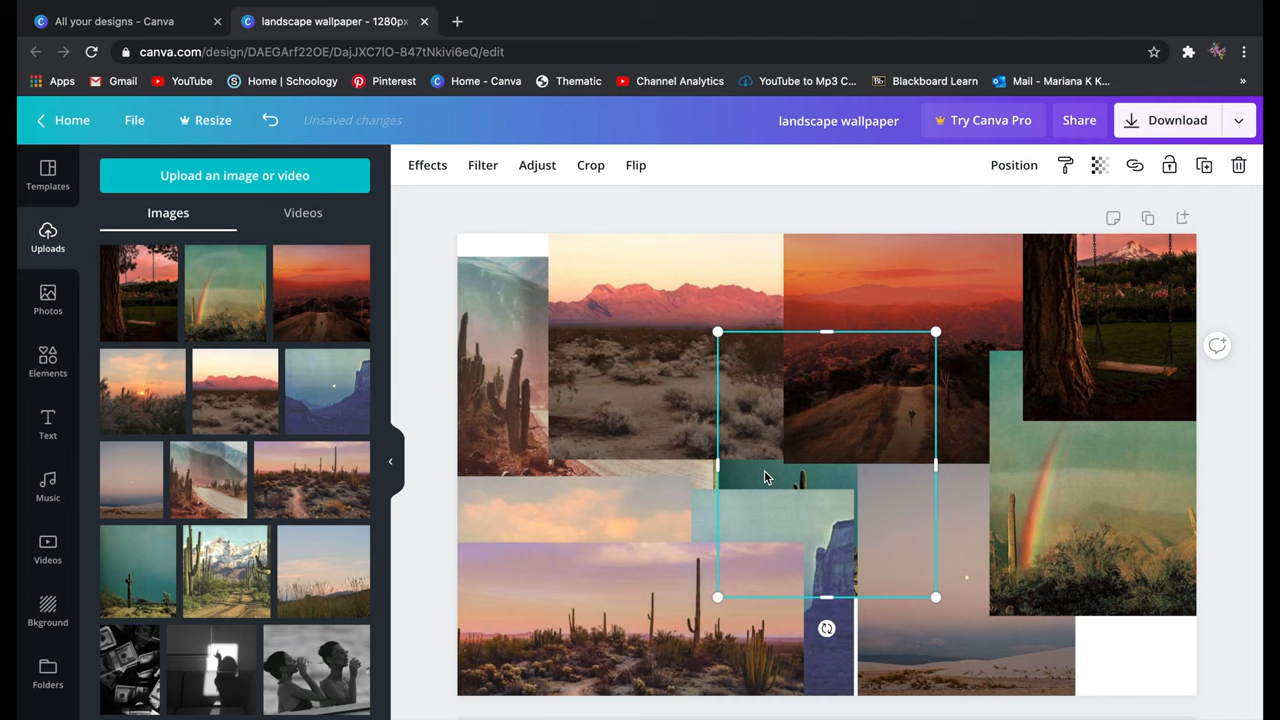 All your designs - Canva
landscape wallpaper - 1280px
canva.com/design/DAEGArf22OE/DajJXC7IO-847tNkivi6eQ/edit
Apps
Gmail
YouTube
Home | Schoology
Pinterest
Home - Canva
Thematic
Channel Analytics
YouTube to Mp3 C...
Blackboard Learn
Mail - Mariana K K...
»
Home
File
Resize
Unsaved changes
landscape wallpaper
Try Canva Pro
Share
Download
Templates
Uploads
Photos
Elements
Text
Music
Videos
Bkground
Folders
Upload an image or video
Images
Videos
Effects
Filter
Adjust
Crop
Flip
Position